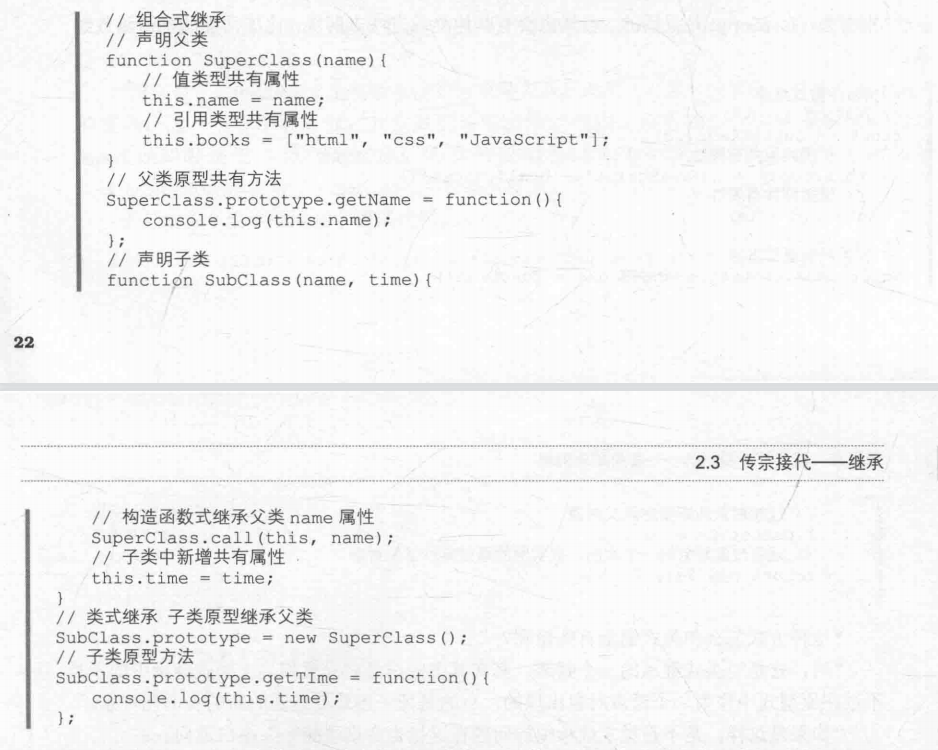 // 组合式继承
// 声明父类
function SuperClass(name){
// 值类型共有属性
this.name = name;
// 引用类型共有属性
this.books = ["html", "css", "JavaScript"];
}
// 父类原型共有方法
SuperClass.prototype.getName = function(){
console.log(this.name);
};
// 声明子类
function SubClass(name, time){
22
2.3 传宗接代——继承
// 构造函数式继承父类 name 属性
SuperClass.call(this, name);
// 子类中新增共有属性
this.time = time;
}
// 类式继承 子类原型继承父类
SubClass.prototype = new SuperClass();
// 子类原型方法
SubClass.prototype.getTIme = function(){
console.log(this.time);
};